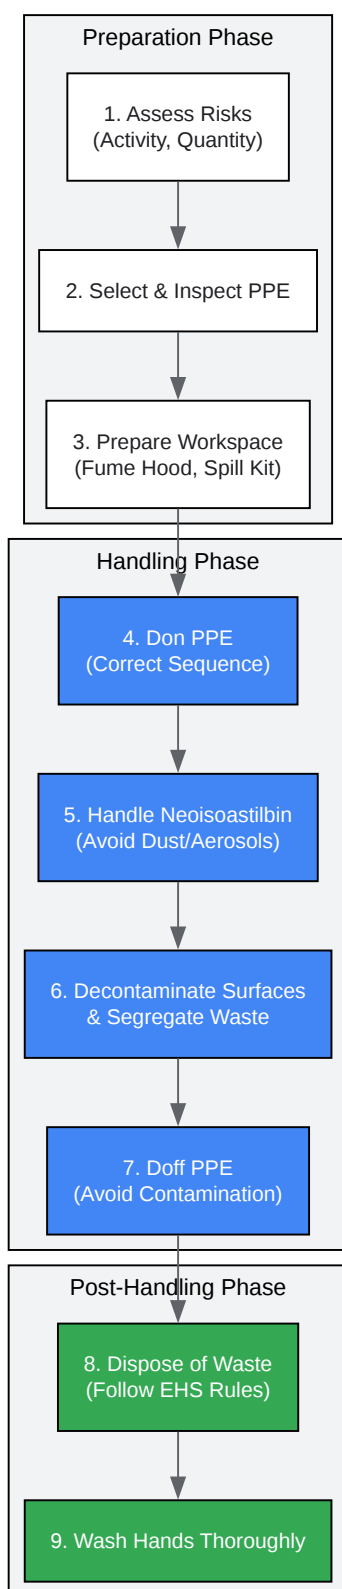 Preparation Phase
1. Assess Risks
(Activity, Quantity)
2. Select & Inspect PPE
3. Prepare Workspace
(Fume Hood, Spill Kit)
Handling Phase
4. Don PPE
(Correct Sequence)
5. Handle Neoisoastilbin
(Avoid Dust/Aerosols)
6. Decontaminate Surfaces
& Segregate Waste
7. Doff PPE
(Avoid Contamination)
Post-Handling Phase
8. Dispose of Waste
(Follow EHS Rules)
9. Wash Hands Thoroughly